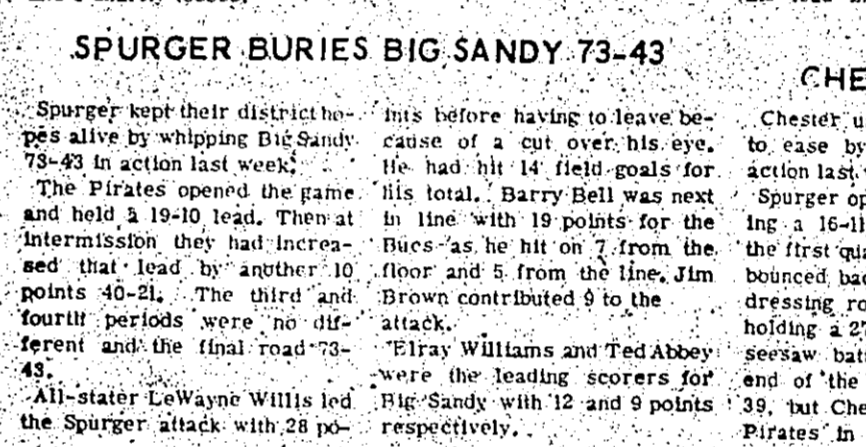 SPURGER BURIES BIG SANDY 73-43
Spurger kept their district ho-
pes alive by whipping Big Sandy
73-43 in action last week.
The Pirates opened the game
and held a 19-10 lead. Then at
intermission they had increa-
sed that lead by another 10
points 40-21. The third and
fourth periods were no dif-
ferent and the final road 73-
43.
All-stater LeWayne Willis led
the Spurger attack with 28 po-
ints before having to leave be-
cause of a cut over his eye.
He had hit 14 field goals for
his total. Barry Bell was next
in line with 19 points for the
Bucs as he hit on 7 from the
floor and 5 from the line. Jim
Brown contributed 9 to the
attack.
Elray Williams and Ted Abbey
were the leading scorers for
Big Sandy with 12 and 9 points
respectively.
CHE
Chester u
to ease by
action last
Spurger op
ing a 16-11
the first qua
bounced bac
dressing ro
holding a 2
seesaw bat
end of the
39, but Che
Pirates in